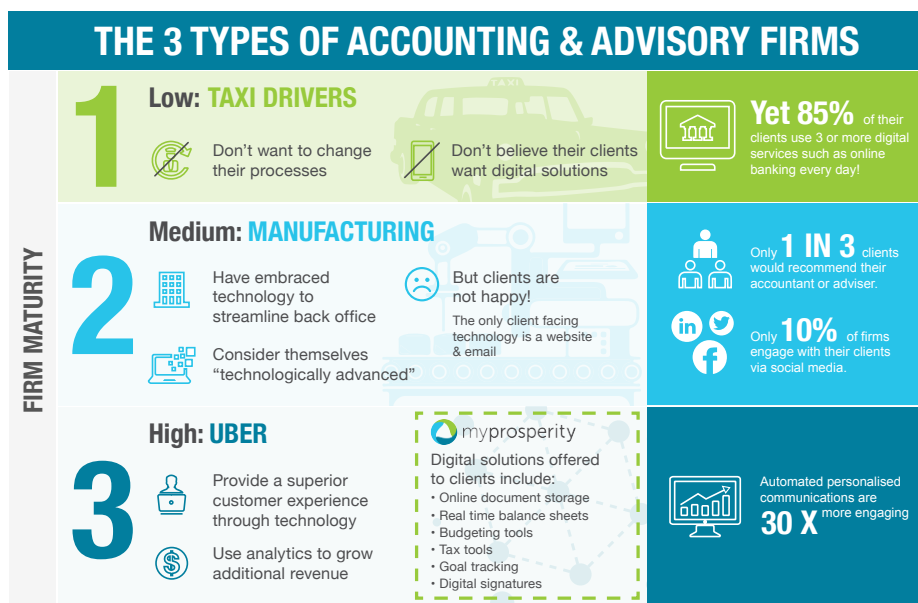 THE 3 TYPES OF ACCOUNTING & ADVISORY FIRMS
FIRM MATURITY
1
Low: TAXI DRIVERS
Don’t want to change
their processes
Don’t believe their clients
want digital solutions
Yet 85% of their
clients use 3 or more digital
services such as online
banking every day!
2
Medium: MANUFACTURING
Have embraced
technology to
streamline back office
Consider themselves
“technologically advanced”
But clients are
not happy!
The only client facing
technology is a website
& email
Only 1 IN 3 clients
would recommend their
accountant or adviser.
in
f
Only 10% of firms
engage with their clients
via social media.
3
High: UBER
Provide a superior
customer experience
through technology
Use analytics to grow
additional revenue
myprosperity
Digital solutions offered
to clients include:
• Online document storage
• Real time balance sheets
• Budgeting tools
• Tax tools
• Goal tracking
• Digital signatures
Automated personalised
communications are
30 X more engaging